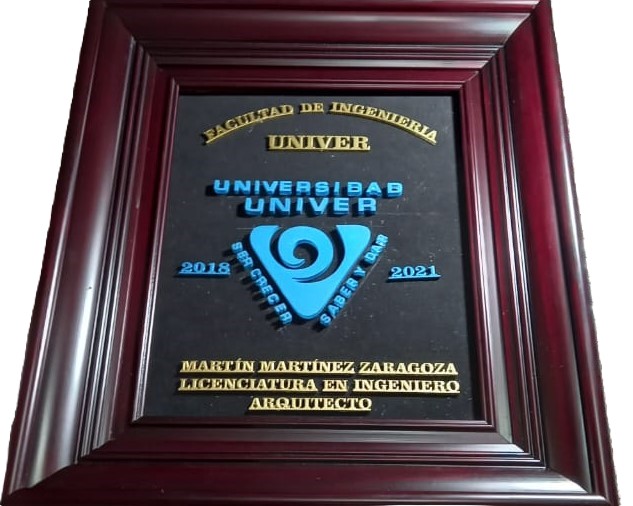 FACULTAD DE INGENIERIA
UNIVER
UNIVERSIDAD
UNIVER
2018
SER CRECER
SABER Y DAR
2021
MARTÍN MARTÍNEZ ZARAGOZA
LICENCIATURA EN INGENIERO
ARQUITECTO